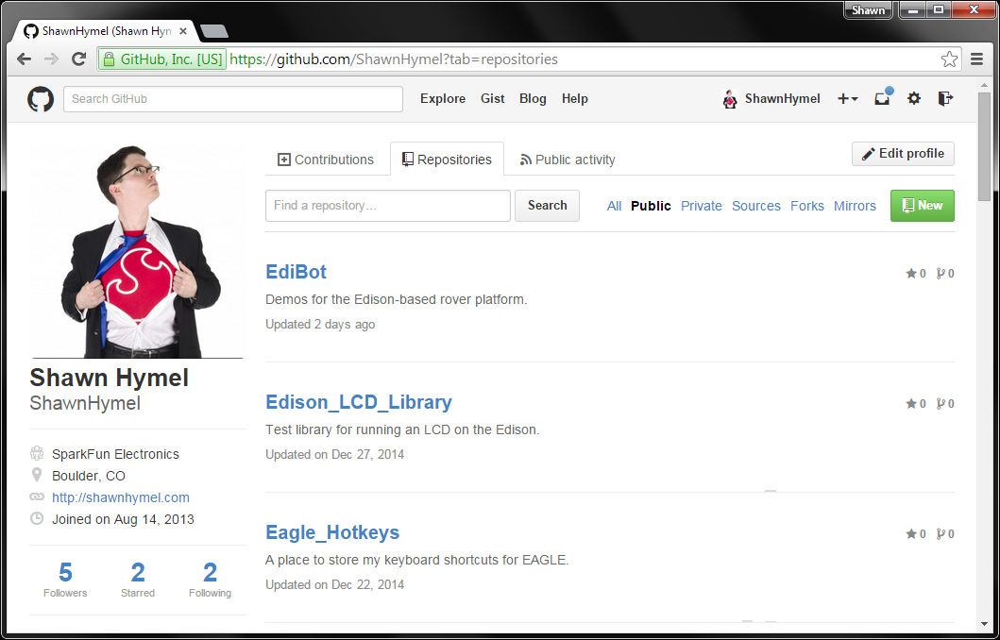 Shawn
ShawnHymel (Shawn Hyn
GitHub, Inc. [US] https://github.com/ShawnHymel?tab=repositories
Search GitHub
Explore Gist Blog Help
ShawnHymel
Contributions Repositories Public activity
Edit profile
Find a repository...
Search
All Public Private Sources Forks Mirrors
New
EdiBot
0 0
Demos for the Edison-based rover platform.
Updated 2 days ago
Edison_LCD_Library
0 0
Test library for running an LCD on the Edison.
Updated on Dec 27, 2014
Eagle_Hotkeys
0 0
A place to store my keyboard shortcuts for EAGLE.
Updated on Dec 22, 2014
Shawn Hymel
ShawnHymel
SparkFun Electronics
Boulder, CO
http://shawnhymel.com
Joined on Aug 14, 2013
5 2 2
Followers Starred Following